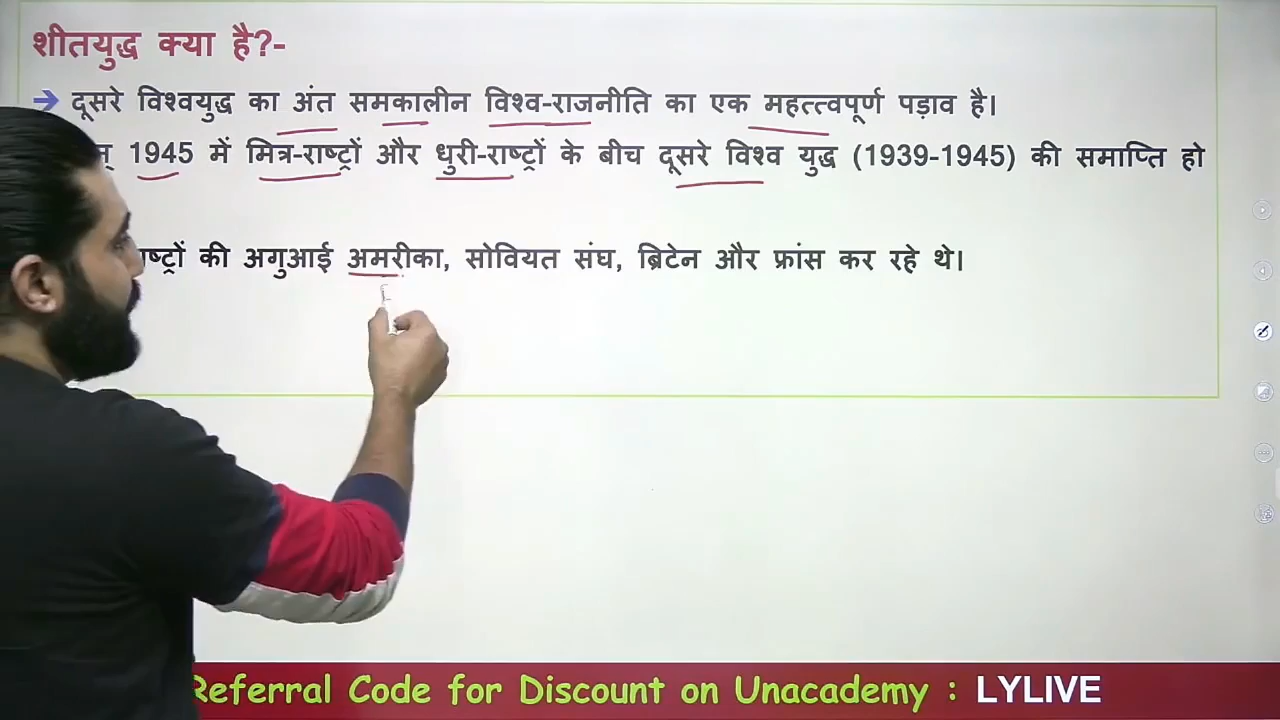 शीतयुद्ध क्या है?-
→ दूसरे विश्वयुद्ध का अंत समकालीन विश्व-राजनीति का एक महत्त्वपूर्ण पड़ाव है।
1945 में मित्र-राष्ट्रों और धुरी-राष्ट्रों के बीच दूसरे विश्व युद्ध (1939-1945) की समाप्ति हो
की अगुआई अमरीका, सोवियत संघ, ब्रिटेन और फ्रांस कर रहे थे।
Referral Code for Discount on Unacademy : LYLIVE